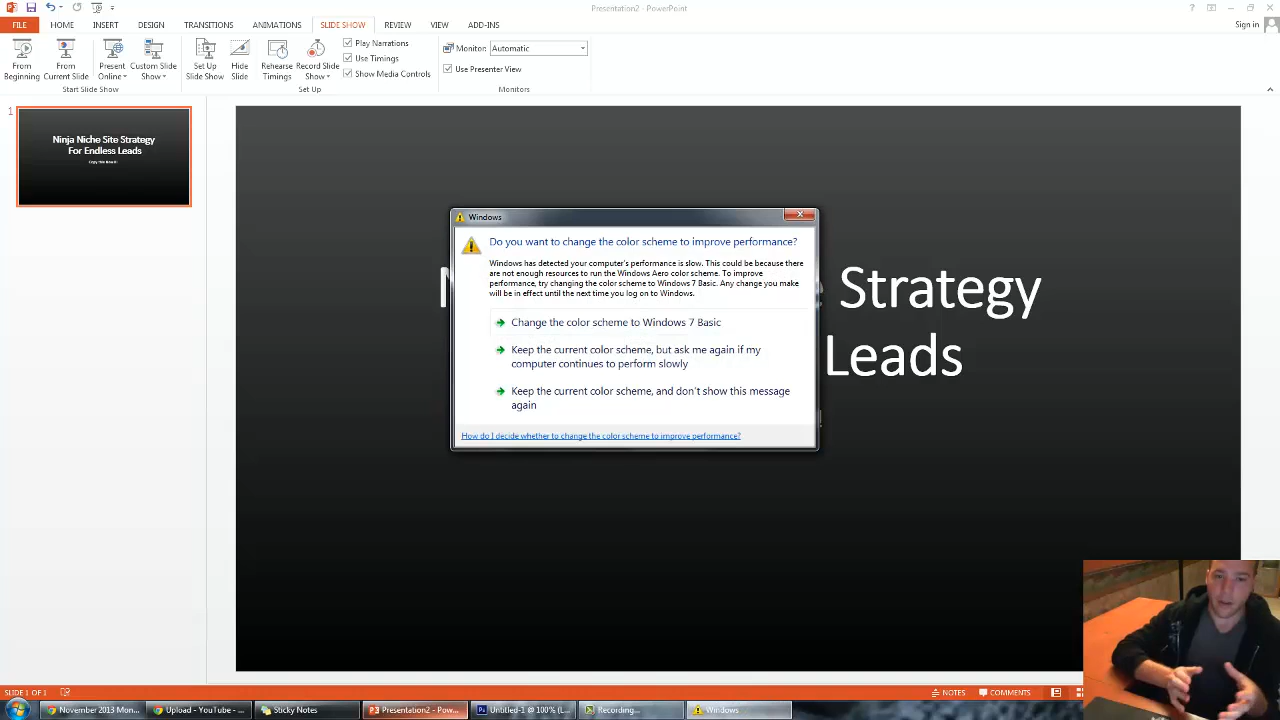 Presentation2 - PowerPoint
FILE HOME INSERT DESIGN TRANSITIONS ANIMATIONS SLIDE SHOW REVIEW VIEW ADD-INS
Sign in
From Beginning
From Current Slide
Present Online
Custom Slide Show
Start Slide Show
Set Up Slide Show
Hide Slide
Rehearse Timings
Record Slide Show
Play Narrations
Use Timings
Show Media Controls
Set Up
Monitor: Automatic
Use Presenter View
Monitors
1
Ninja Niche Site Strategy
For Endless Leads
Strategy
Leads
Windows
Do you want to change the color scheme to improve performance?
Windows has detected your computer's performance is slow. This could be because there
are not enough resources to run the Windows Aero color scheme. To improve
performance, try changing the color scheme to Windows 7 Basic. Any change you make
will be in effect until the next time you log on to Windows.
Change the color scheme to Windows 7 Basic
Keep the current color scheme, but ask me again if my
computer continues to perform slowly
Keep the current color scheme, and don't show this message
again
How do I decide whether to change the color scheme to improve performance?
SLIDE 1 OF 1
NOTES COMMENTS
November 2013 Mon... Upload - YouTube - ... Sticky Notes Presentation2 - Pow... Untitled-1 @ 100% (L... Recording... Windows